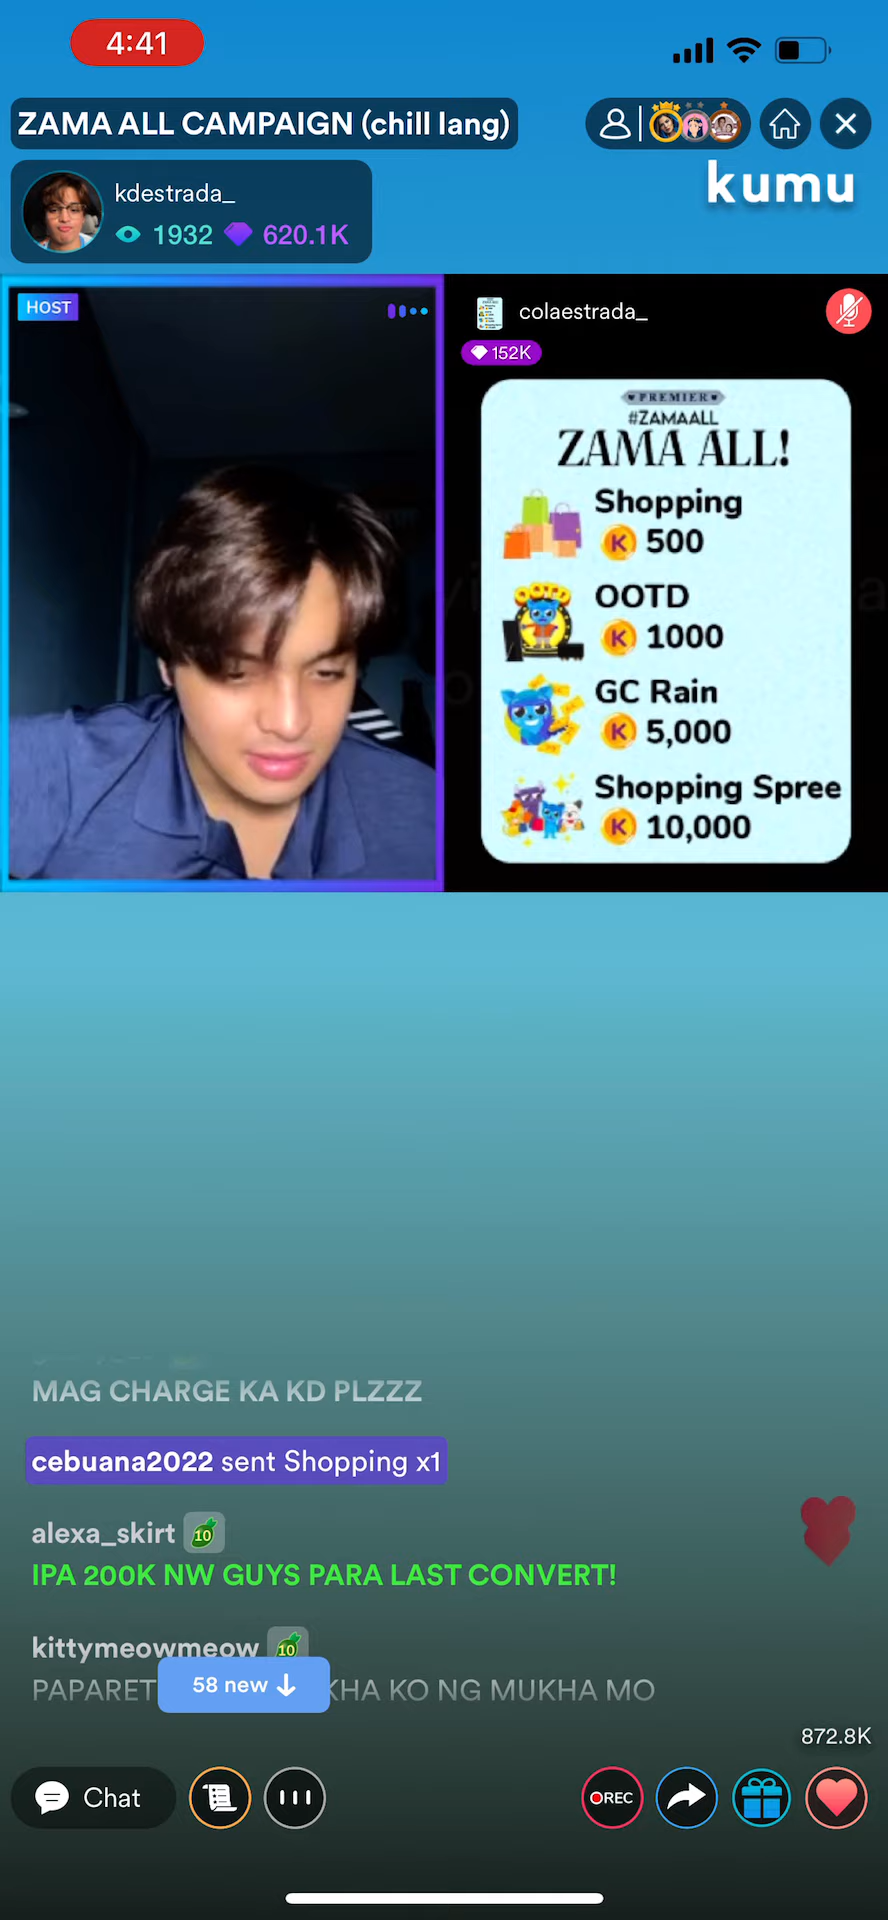 4:41
ZAMA ALL CAMPAIGN (chill lang)
kumu
kdestrada_
1932 620.1K
HOST
colaestrada_
152K
PREMIER
#ZAMAALL
ZAMA ALL!
Shopping
K 500
OOTD
OOTD
K 1000
GC Rain
K 5,000
Shopping Spree
K 10,000
MAG CHARGE KA KD PLZZZ
cebuana2022 sent Shopping x1
alexa_skirt 10
IPA 200K NW GUYS PARA LAST CONVERT!
kittymeowmeow 10
58 new
KO NG MUKHA MO
872.8K
Chat
REC